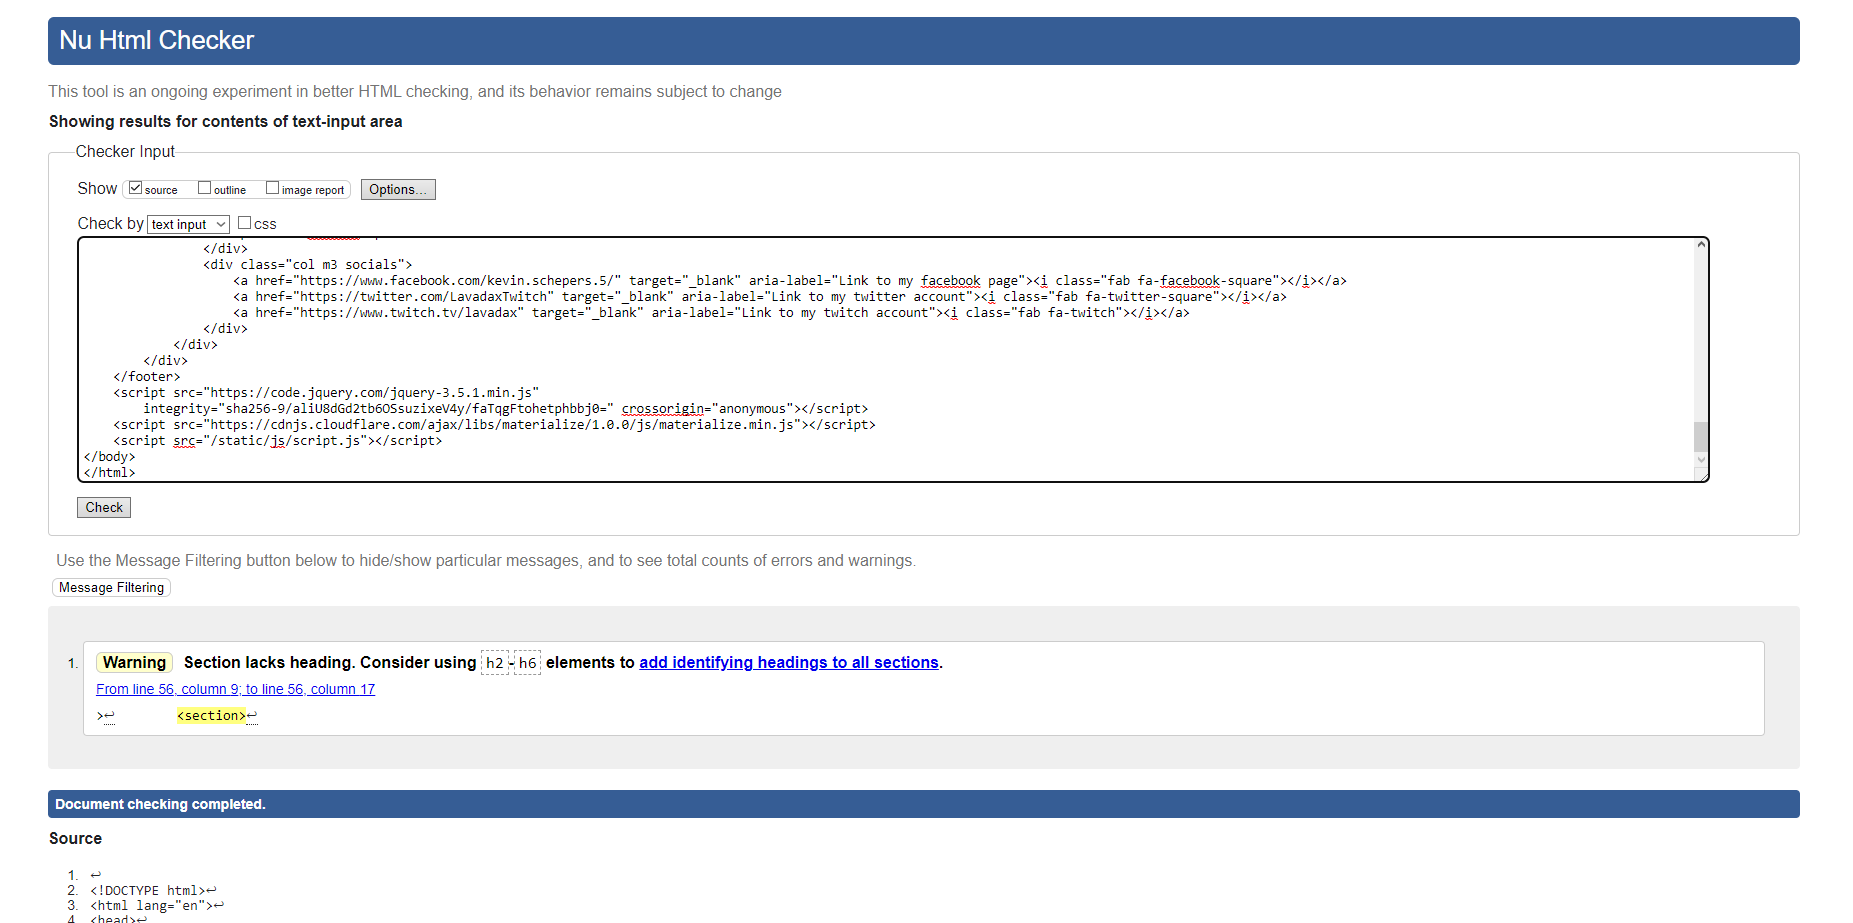 Nu Html Checker
This tool is an ongoing experiment in better HTML checking, and its behavior remains subject to change
Showing results for contents of text-input area
Checker Input
Show source outline image report Options...
Check by text input css
</div>
<div class="col m3 socials">
<a href="https://www.facebook.com/kevin.schepers.5/" target="_blank" aria-label="Link to my facebook page"><i class="fab fa-facebook-square"></i></a>
<a href="https://twitter.com/LavadaxTwitch" target="_blank" aria-label="Link to my twitter account"><i class="fab fa-twitter-square"></i></a>
<a href="https://www.twitch.tv/lavadax" target="_blank" aria-label="Link to my twitch account"><i class="fab fa-twitch"></i></a>
</div>
</div>
</div>
</footer>
<script src="https://code.jquery.com/jquery-3.5.1.min.js"
integrity="sha256-9/aliU8dGd2tb6OSsuzixeV4y/faTqgFtohetphbbj0=" crossorigin="anonymous"></script>
<script src="https://cdnjs.cloudflare.com/ajax/libs/materialize/1.0.0/js/materialize.min.js"></script>
<script src="/static/js/script.js"></script>
</body>
</html>
Check
Use the Message Filtering button below to hide/show particular messages, and to see total counts of errors and warnings.
Message Filtering
1. Warning Section lacks heading. Consider using h2-h6 elements to add identifying headings to all sections.
From line 56, column 9; to line 56, column 17
>↩ <section>↩
Document checking completed.
Source
1. ↩
2. <!DOCTYPE html>↩
3. <html lang="en">↩
4. <head>↩